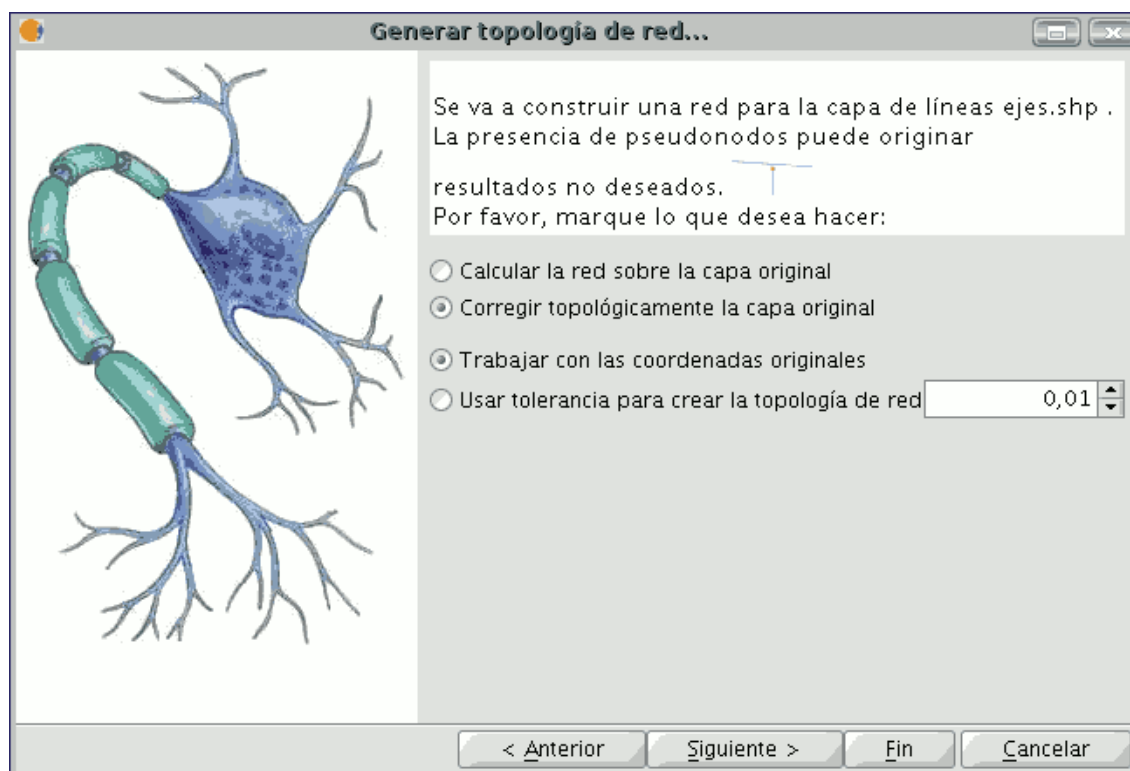 Generar topología de red...
Se va a construir una red para la capa de líneas ejes.shp .
La presencia de pseudonodos puede originar
resultados no deseados.
Por favor, marque lo que desea hacer:
Calcular la red sobre la capa original
Corregir topológicamente la capa original
Trabajar con las coordenadas originales
Usar tolerancia para crear la topología de red 0,01
< Anterior Siguiente > Fin Cancelar